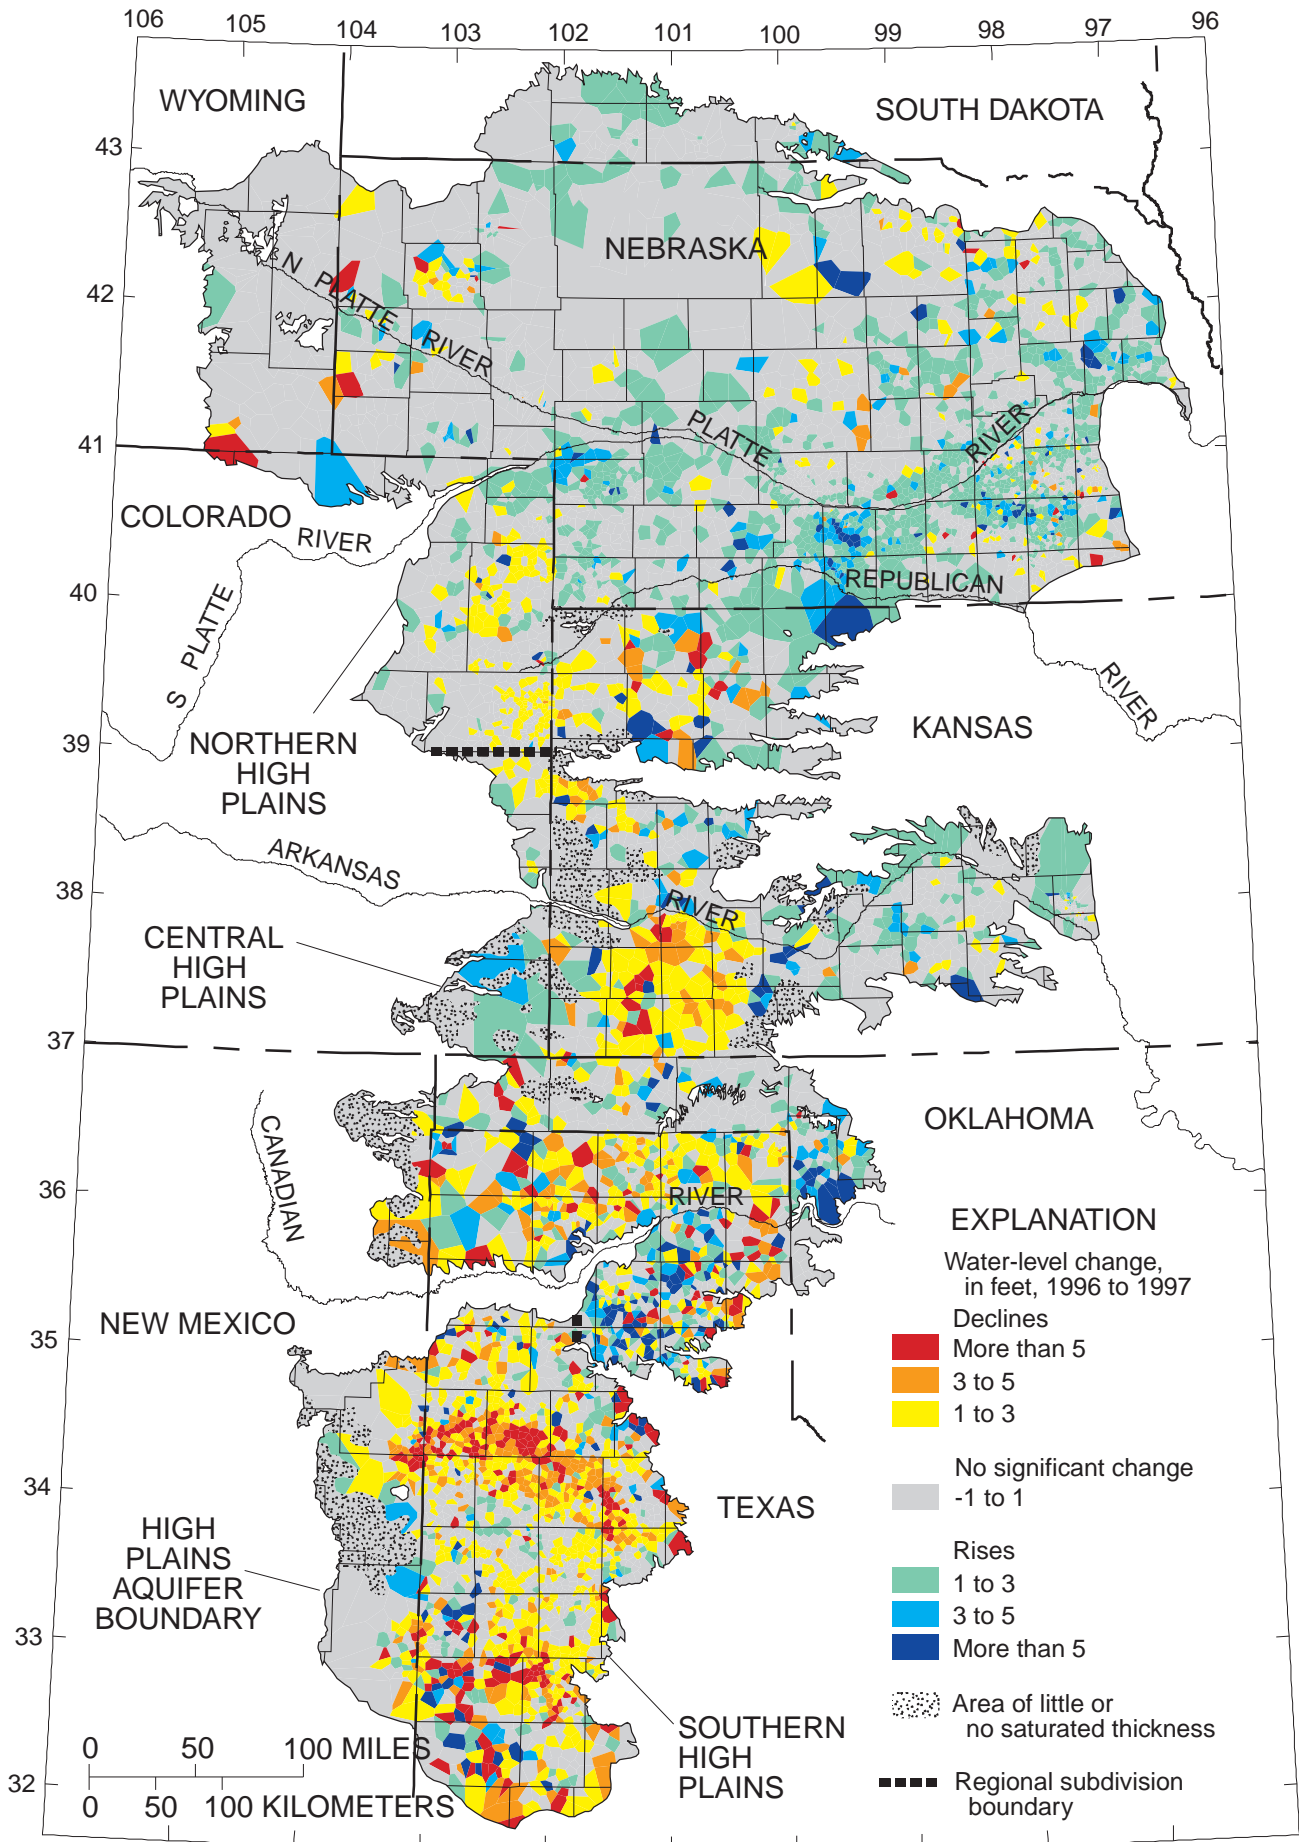 106
105
104
103
102
101
100
99
98
97
96
WYOMING
SOUTH DAKOTA
43
NEBRASKA
N PLATTE RIVER
42
PLATTE RIVER
41
COLORADO
RIVER
S PLATTE
REPUBLICAN
RIVER
40
KANSAS
39
NORTHERN
HIGH
PLAINS
ARKANSAS
RIVER
38
CENTRAL
HIGH
PLAINS
37
OKLAHOMA
CANADIAN
RIVER
36
NEW MEXICO
35
34
TEXAS
HIGH
PLAINS
AQUIFER
BOUNDARY
33
SOUTHERN
HIGH
PLAINS
32
0 50 100 MILES
0 50 100 KILOMETERS
EXPLANATION
Water-level change,
in feet, 1996 to 1997
Declines
More than 5
3 to 5
1 to 3
No significant change
-1 to 1
Rises
1 to 3
3 to 5
More than 5
Area of little or
no saturated thickness
Regional subdivision
boundary